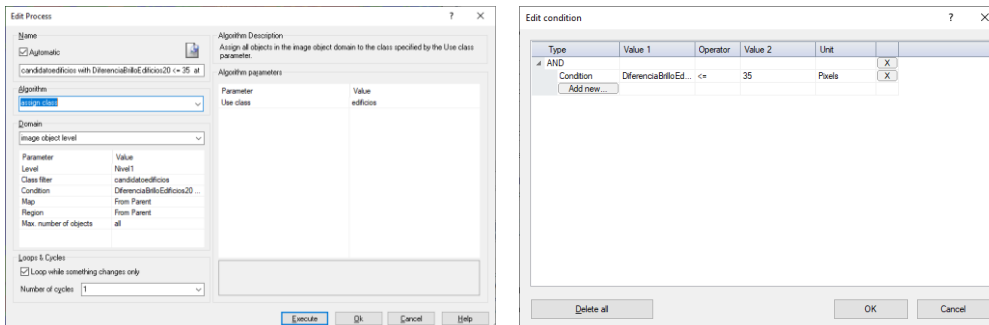 Edit Process
? ×
Name
Automatic
candidatoedificios with DiferenciaBrilloEdificios20 <= 35 at
Algorithm
assign class
Domain
image object level
Parameter Value
Level Nivel1
Class filter candidatoedificios
Condition DiferenciaBrilloEdificios20 ...
Map From Parent
Region From Parent
Max. number of objects all
Loops & Cycles
Loop while something changes only
Number of cycles 1
Algorithm Description
Assign all objects in the image object domain to the class specified by the Use class
parameter.
Algorithm parameters
Parameter Value
Use class edificios
Execute Ok Cancel Help
Edit condition
? ×
Type Value 1 Operator Value 2 Unit
AND X
Condition DiferenciaBrilloEd... <= 35 Pixels X
Add new...
Delete all OK Cancel